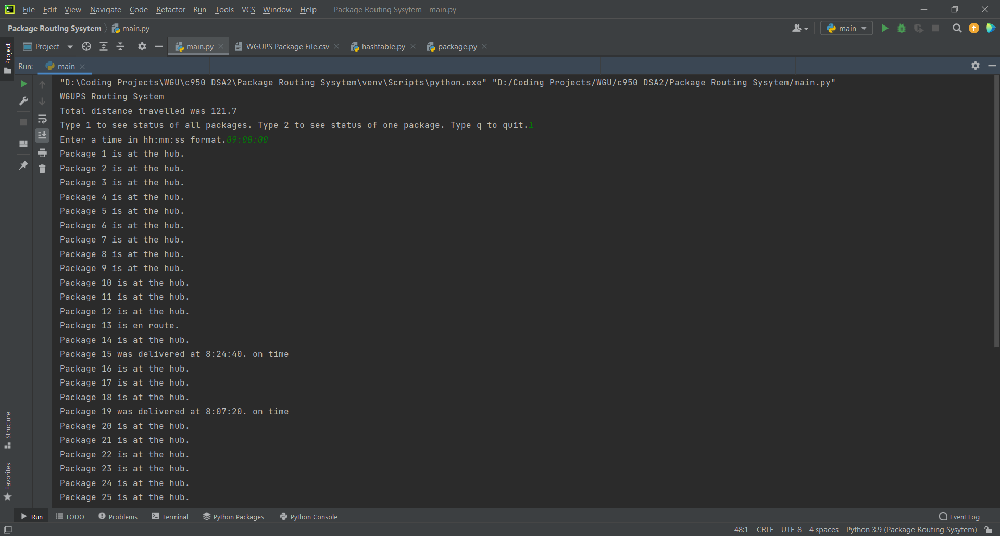 File Edit View Navigate Code Refactor Run Tools VCS Window Help Package Routing Sysytem - main.py
Package Routing Sysytem main.py main
Project main.py WGUPS Package File.csv hashtable.py package.py
Project
Run: main
"D:\Coding Projects\WGU\c950 DSA2\Package Routing Sysytem\venv\Scripts\python.exe" "D:/Coding Projects/WGU/c950 DSA2/Package Routing Sysytem/main.py"
WGUPS Routing System
Total distance travelled was 121.7
Type 1 to see status of all packages. Type 2 to see status of one package. Type q to quit.1
Enter a time in hh:mm:ss format.09:00:00
Package 1 is at the hub.
Package 2 is at the hub.
Package 3 is at the hub.
Package 4 is at the hub.
Package 5 is at the hub.
Package 6 is at the hub.
Package 7 is at the hub.
Package 8 is at the hub.
Package 9 is at the hub.
Package 10 is at the hub.
Package 11 is at the hub.
Package 12 is at the hub.
Package 13 is en route.
Package 14 is at the hub.
Package 15 was delivered at 8:24:40. on time
Package 16 is at the hub.
Package 17 is at the hub.
Package 18 is at the hub.
Package 19 was delivered at 8:07:20. on time
Package 20 is at the hub.
Package 21 is at the hub.
Package 22 is at the hub.
Package 23 is at the hub.
Package 24 is at the hub.
Package 25 is at the hub.
Structure
Favorites
Run TODO Problems Terminal Python Packages Python Console Event Log
48:1 CRLF UTF-8 4 spaces Python 3.9 (Package Routing Sysytem)